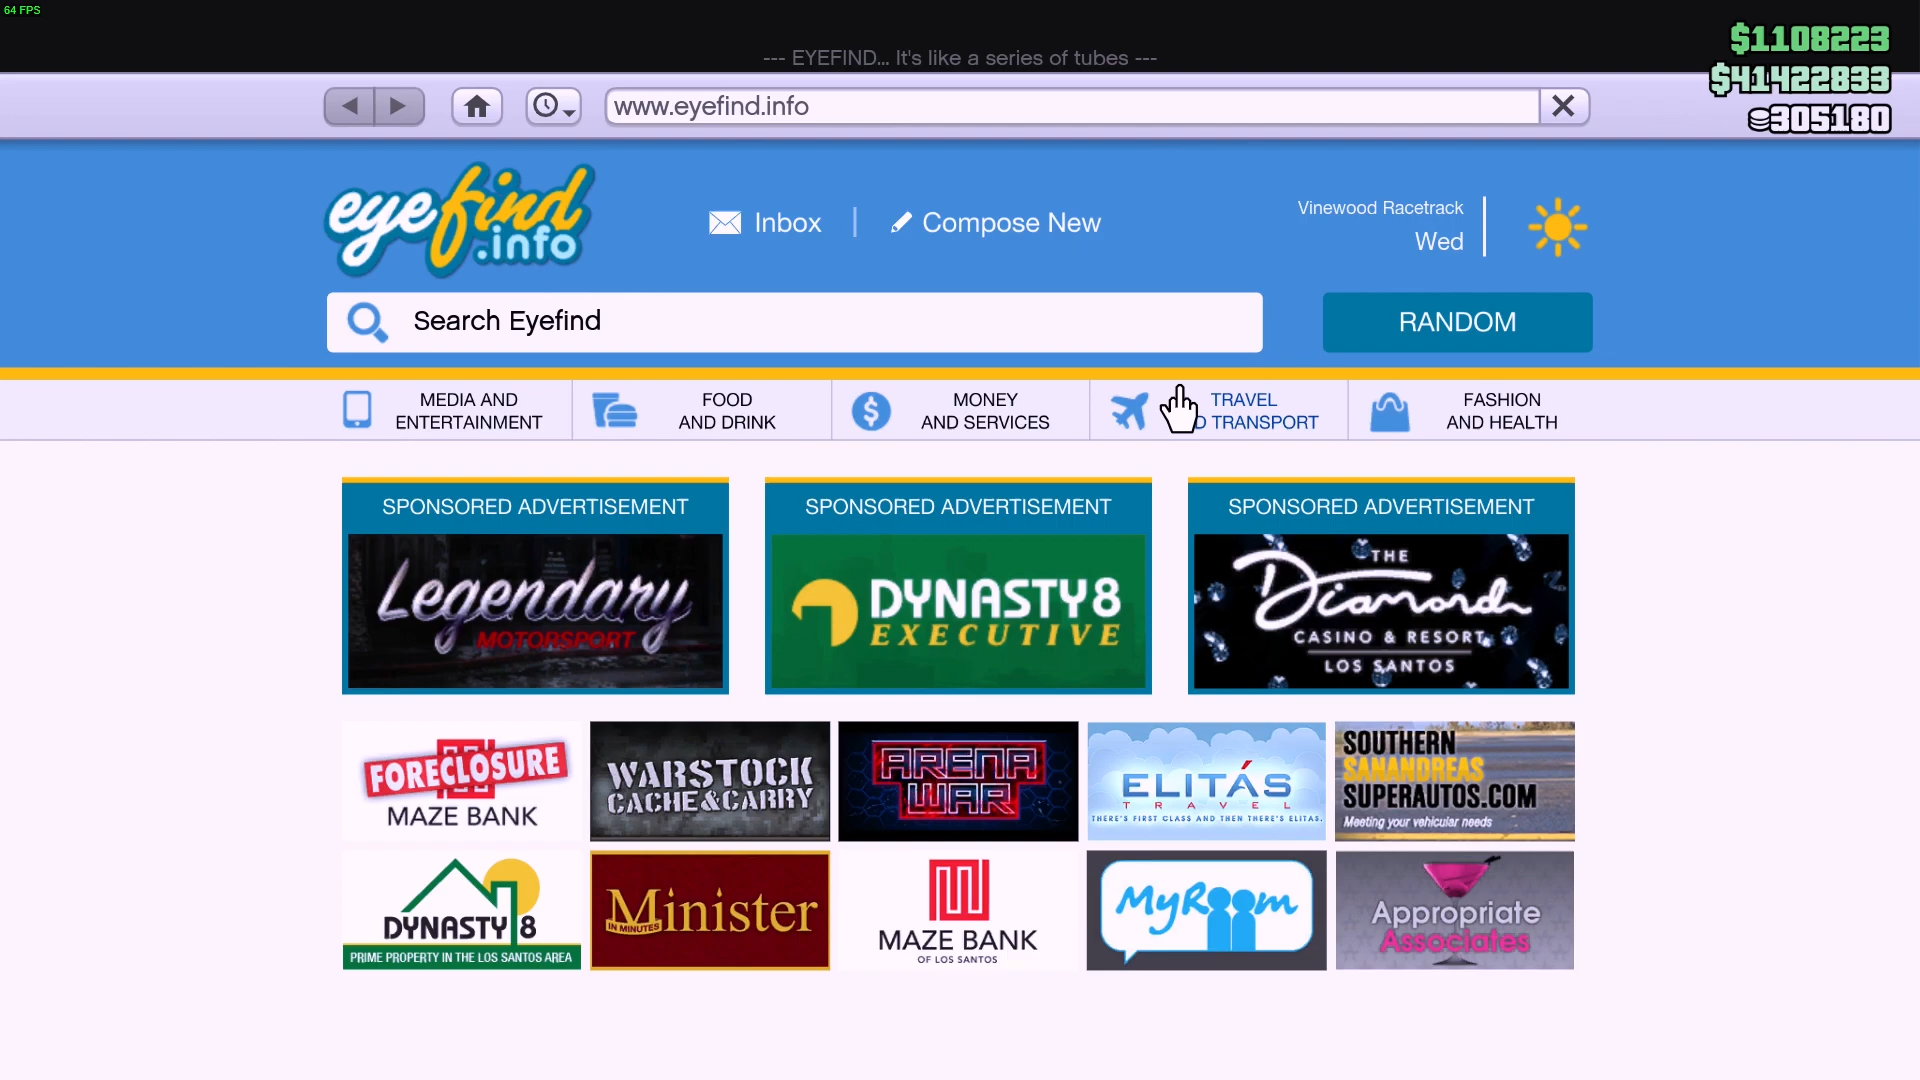 64 FPS
--- EYEFIND... It's like a series of tubes ---
$1108223
$41422833
305180
www.eyefind.info
eyefind
.info
Inbox
Compose New
Vinewood Racetrack
Wed
Search Eyefind
RANDOM
MEDIA AND
ENTERTAINMENT
FOOD
AND DRINK
MONEY
AND SERVICES
TRAVEL
D TRANSPORT
FASHION
AND HEALTH
SPONSORED ADVERTISEMENT
Legendary
MOTORSPORT
SPONSORED ADVERTISEMENT
DYNASTY8
EXECUTIVE
SPONSORED ADVERTISEMENT
THE
Diamond
CASINO & RESORT
LOS SANTOS
FORECLOSURE
MAZE BANK
WARSTOCK
CACHE&CARRY
ARENA
WAR
ELITÁS
TRAVEL
THERE'S FIRST CLASS AND THEN THERE'S ELITAS.
SOUTHERN
SANANDREAS
SUPERAUTOS.COM
Meeting your vehicular needs
DYNASTY 8
PRIME PROPERTY IN THE LOS SANTOS AREA
Minister
IN MINUTES
MAZE BANK
OF LOS SANTOS
MyRoom
Appropriate
Associates